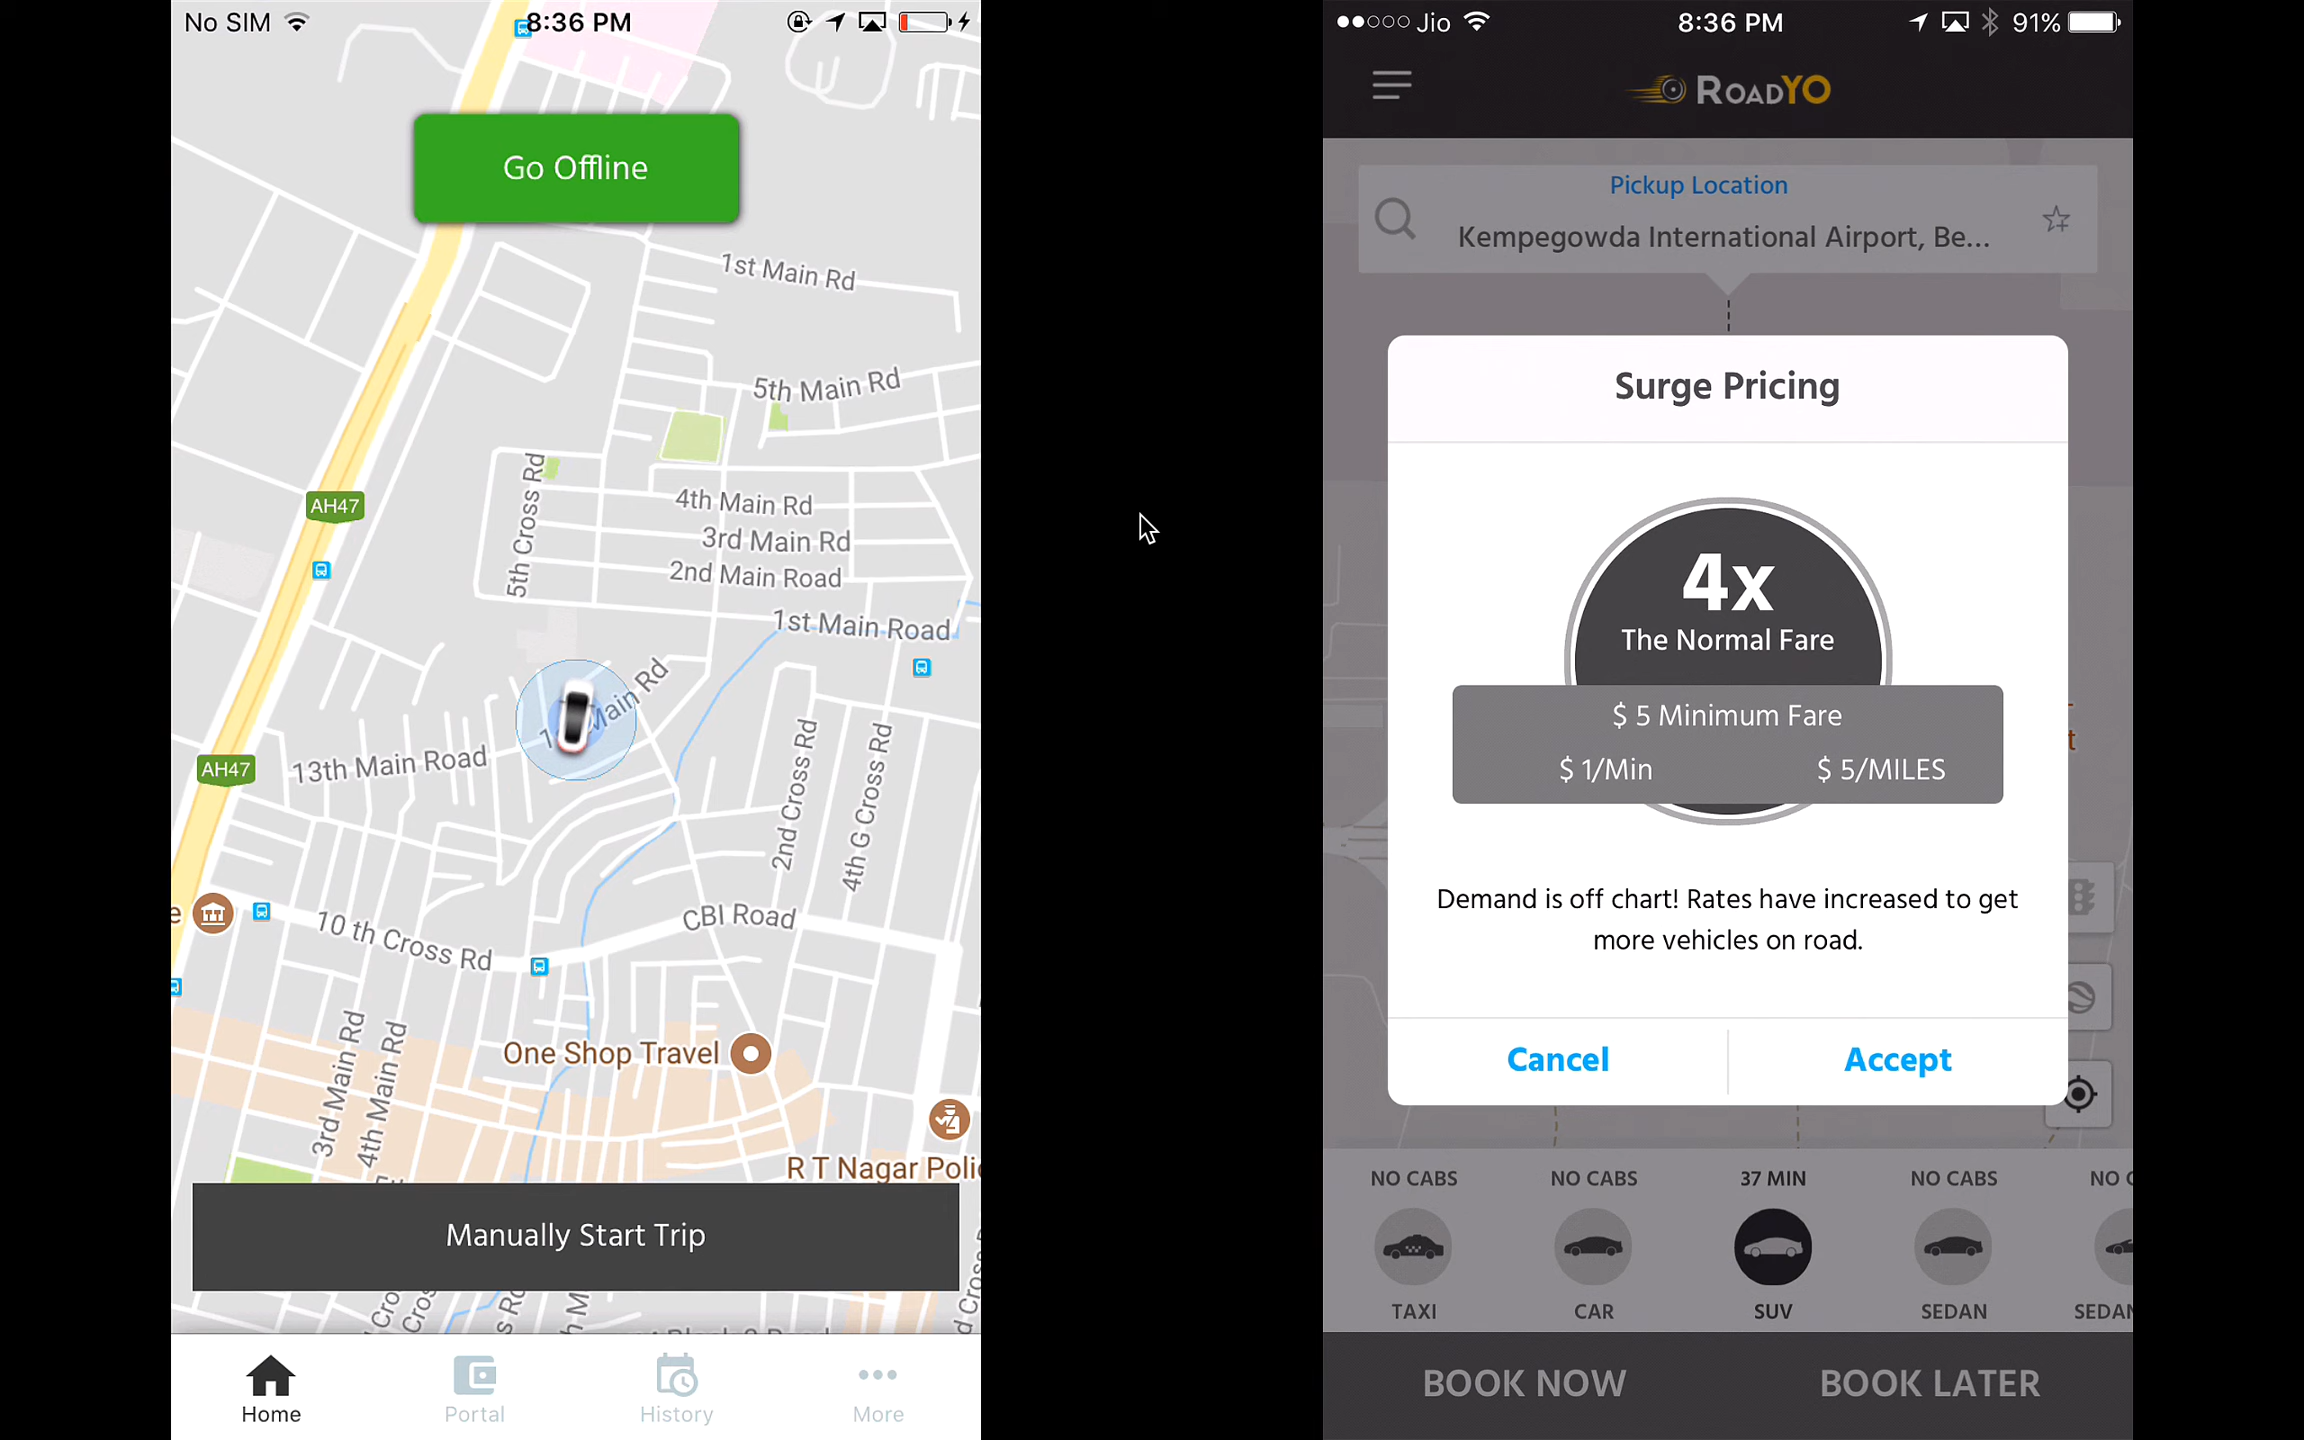 No SIM
8:36 PM
Go Offline
1st Main Rd
5th Main Rd
5th Cross Rd
4th Main Rd
AH47
3rd Main Rd
2nd Main Road
1st Main Road
Main Rd
13th Main Road
AH47
2nd Cross Rd
4th G Cross Rd
CBI Road
10 th Cross Rd
One Shop Travel
3rd Main Rd
4th Main Rd
R T Nagar Polic
Manually Start Trip
Home
Portal
History
More
Jio
8:36 PM
91%
ROADYO
Pickup Location
Kempegowda International Airport, Be...
Surge Pricing
4x
The Normal Fare
$ 5 Minimum Fare
$ 1/Min $ 5/MILES
Demand is off chart! Rates have increased to get
more vehicles on road.
Cancel Accept
NO CABS NO CABS 37 MIN NO CABS NO C
TAXI CAR SUV SEDAN SEDAN
BOOK NOW BOOK LATER